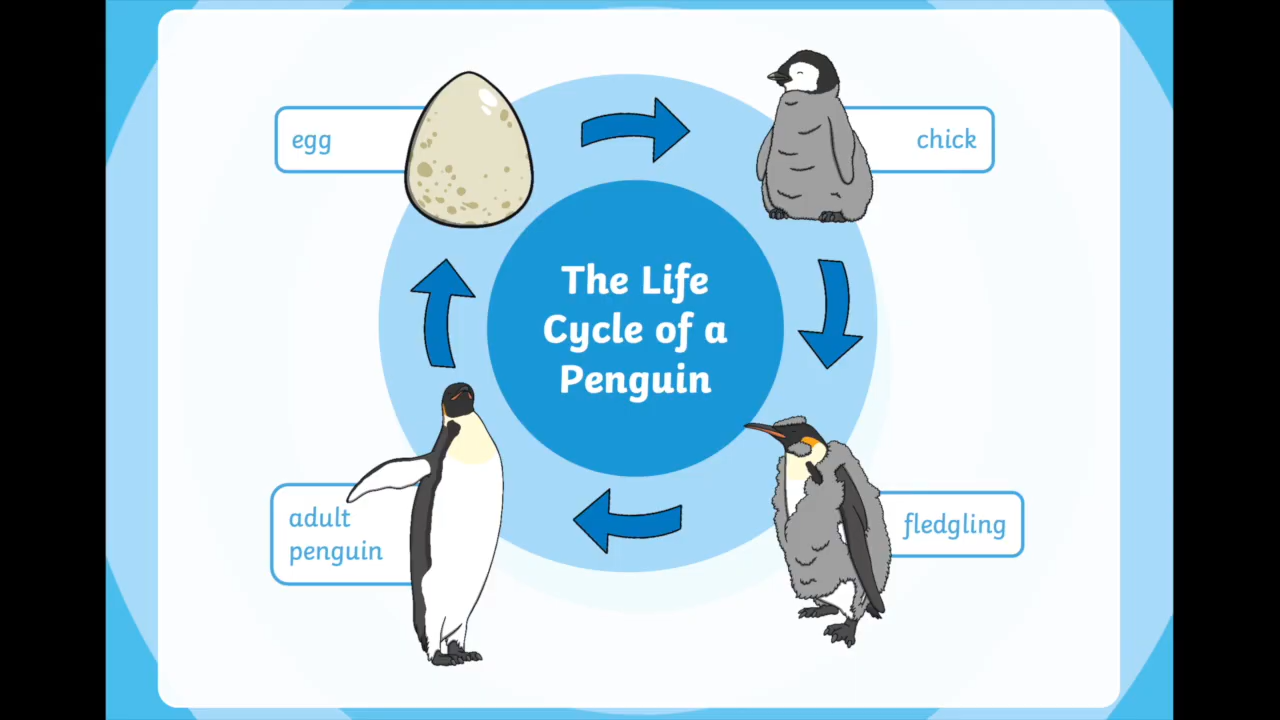 egg
chick
The Life
Cycle of a
Penguin
adult
penguin
fledgling